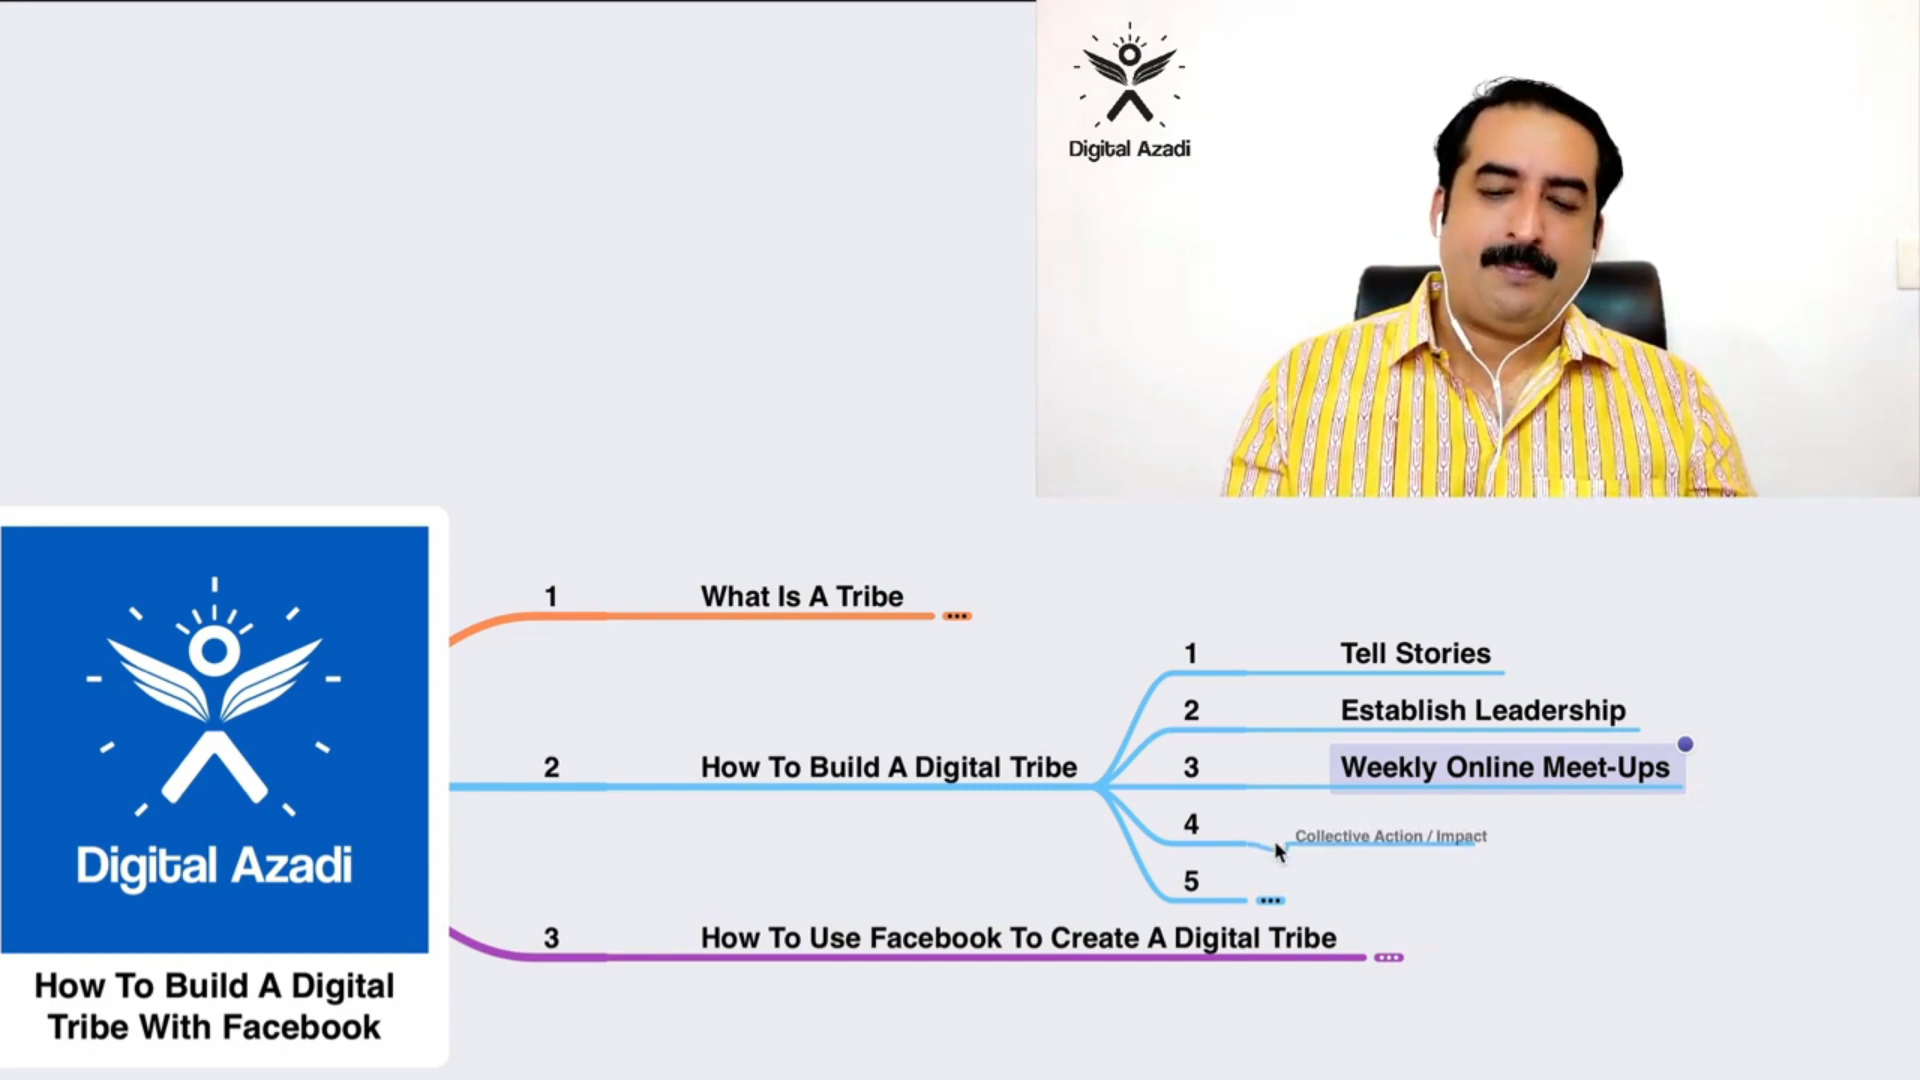 Digital Azadi
Digital Azadi
How To Build A Digital
Tribe With Facebook
1 What Is A Tribe
2 How To Build A Digital Tribe
1 Tell Stories
2 Establish Leadership
3 Weekly Online Meet-Ups
4 Collective Action / Impact
5
3 How To Use Facebook To Create A Digital Tribe